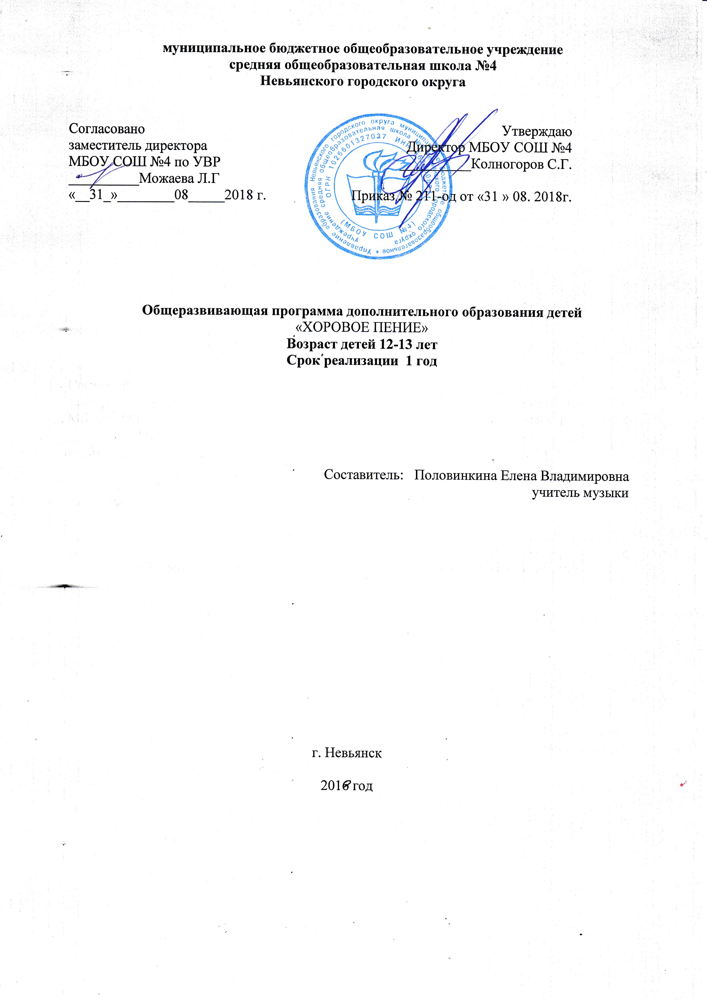 муниципальное бюджетное общеобразовательное учреждение
средняя общеобразовательная школа №4
Невьянского городского округа
Согласовано
заместитель директора
МБОУ СОШ №4 по УВР
__________Можаева Л.Г
«__31_»________08_____2018 г.
Утверждаю
Директор МБОУ СОШ №4
__________Колногоров С.Г.
Приказ № 211-од от «31 » 08. 2018г.
Управление образования Невьянского городского округа муниципальное бюджетное общеобразовательное
учреждение средняя общеобразовательная школа № Невьянского городского округа
ОГРН 1026601327037 ИНН
(МБОУ СОШ №4)
Общеразвивающая программа дополнительного образования детей
«ХОРОВОЕ ПЕНИЕ»
Возраст детей 12-13 лет
Срок реализации 1 год
Составитель: Половинкина Елена Владимировна
учитель музыки
г. Невьянск
2018 год